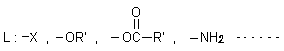 L : −X , −OR' , −OC(=O)−R' , −NH2 ------